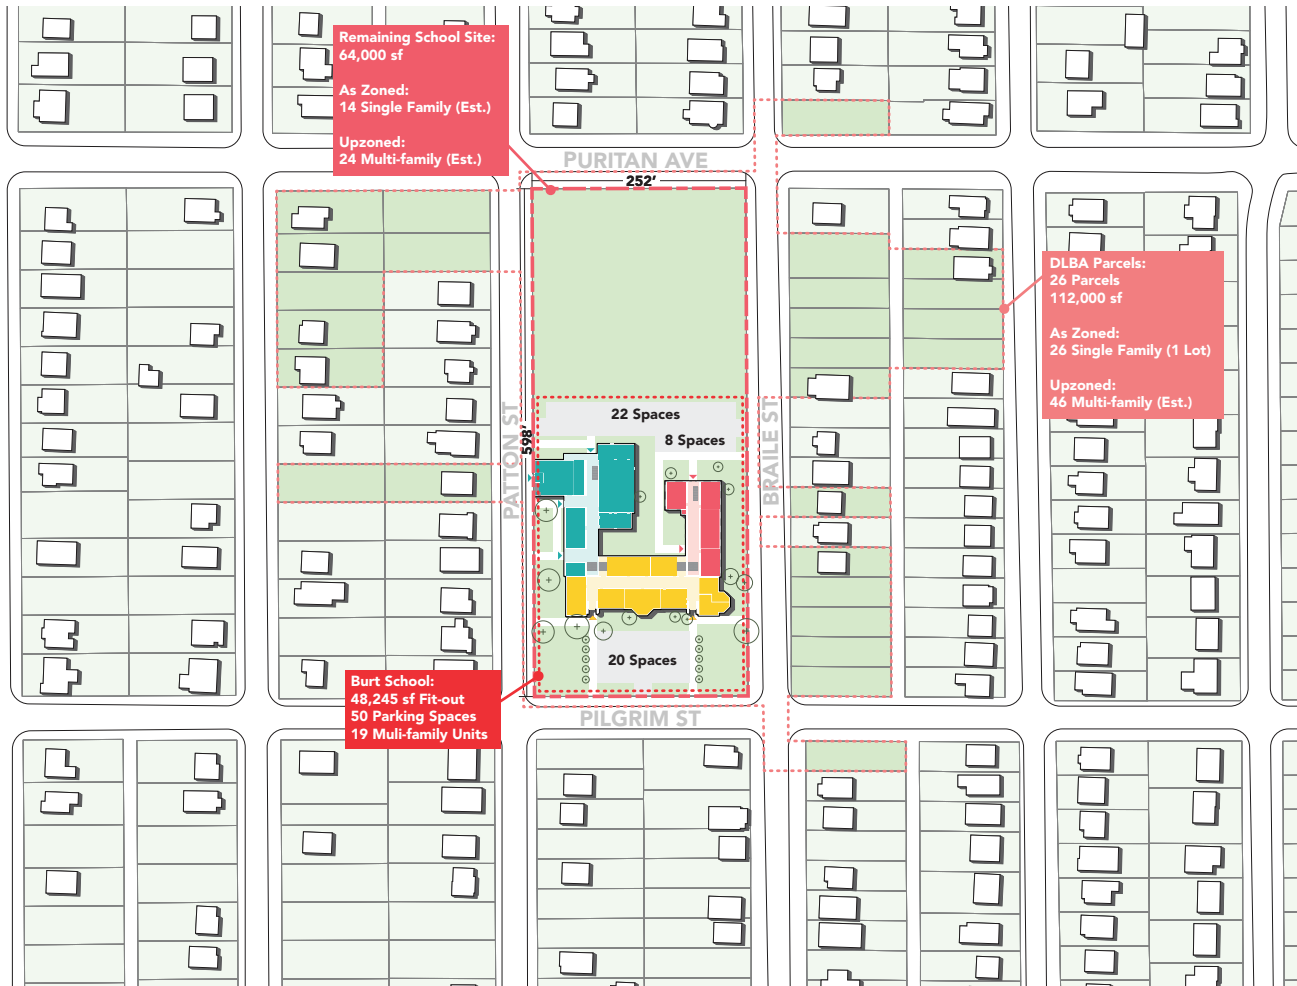 Remaining School Site:
64,000 sf
As Zoned:
14 Single Family (Est.)
Upzoned:
24 Multi-family (Est.)
PURITAN AVE
252'
DLBA Parcels:
26 Parcels
112,000 sf
As Zoned:
26 Single Family (1 Lot)
Upzoned:
46 Multi-family (Est.)
PATTON ST
598'
22 Spaces
8 Spaces
BRAILE ST
20 Spaces
Burt School:
48,245 sf Fit-out
50 Parking Spaces
19 Muli-family Units
PILGRIM ST